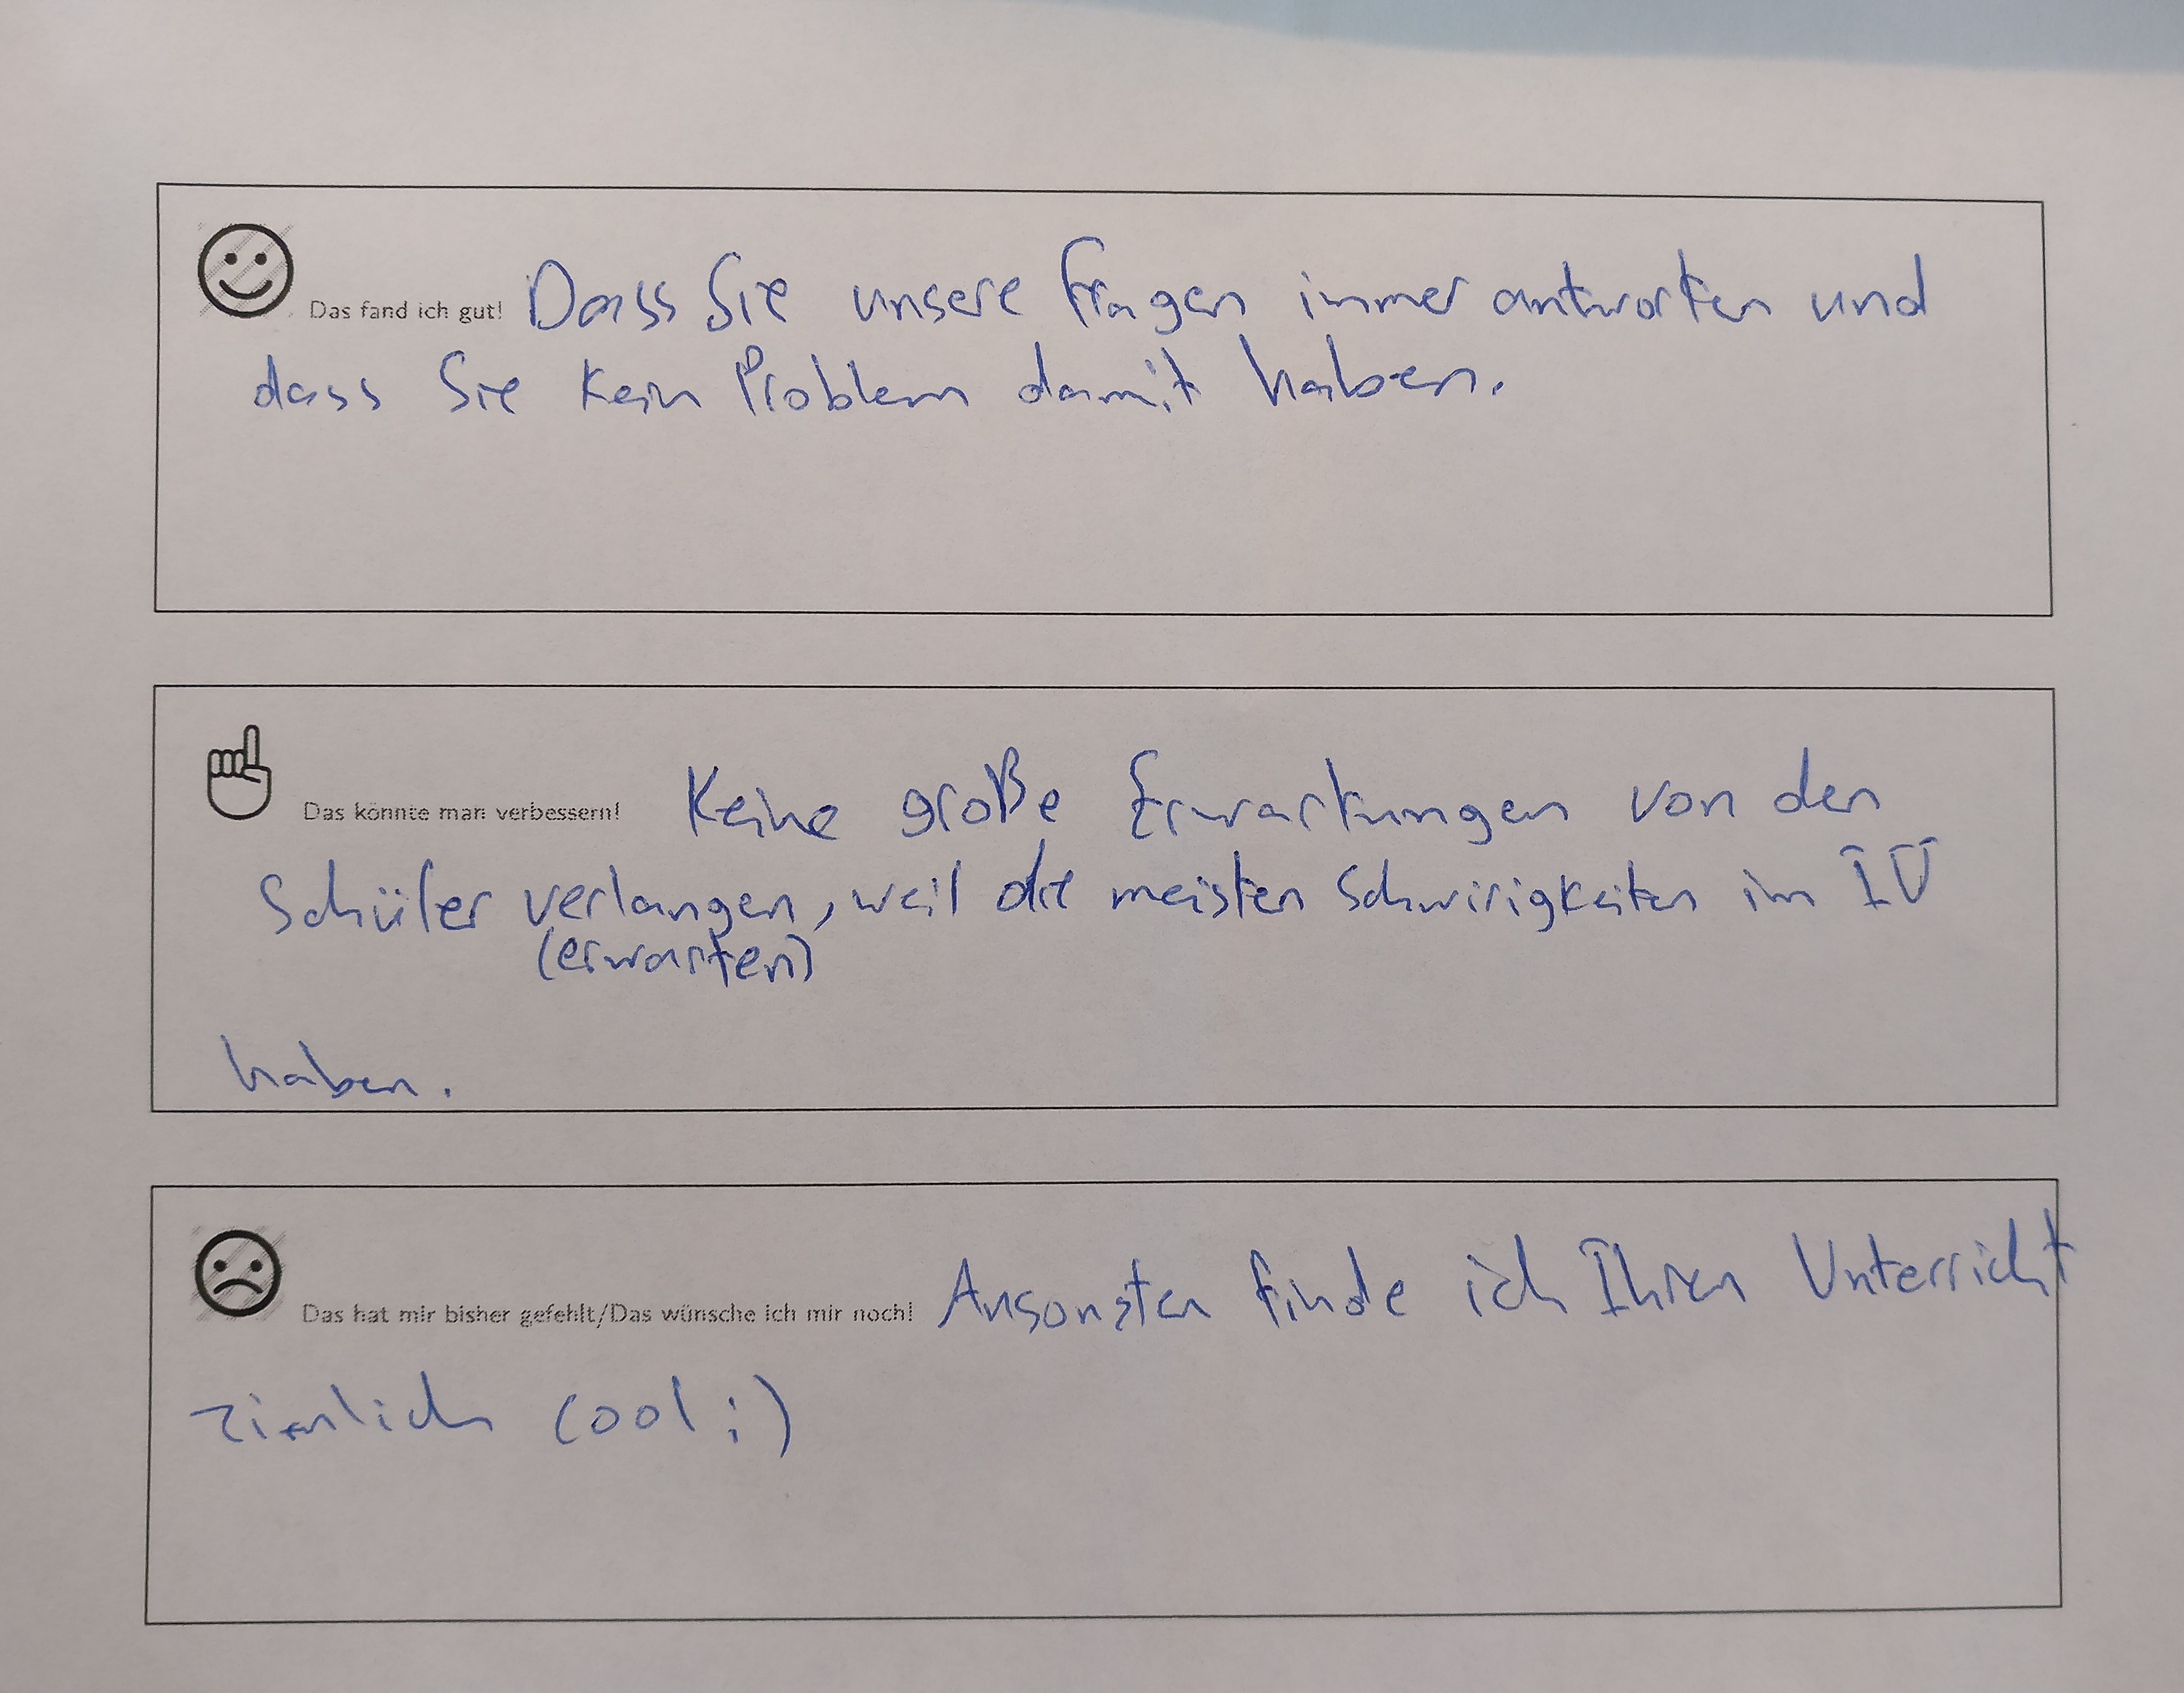 Das fand ich gut! Dass Sie unsere Fragen immer antworten und
dass Sie kein Problem damit haben.
Das könnte man verbessern! Keine große Erwartungen von den
Schüler verlangen, weil die meisten Schwirigkeiten im IU
(erwarten)
haben.
Das hat mir bisher gefehlt/Das wünsche ich mir noch! Ansonsten finde ich Ihren Unterricht
ziemlich cool ;)